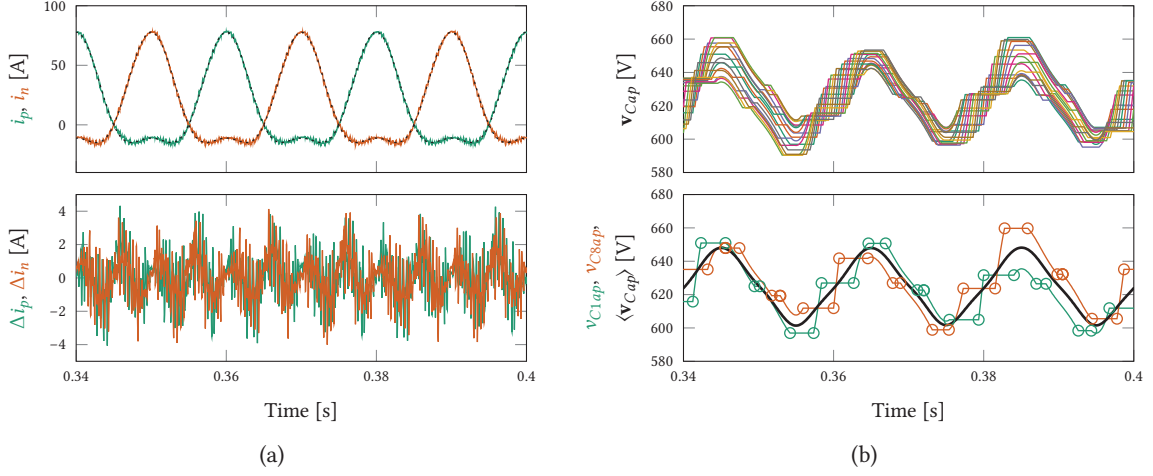 100
50
0
i_p, i_n [A]
4
2
0
−2
−4
Δi_p, Δi_n [A]
0.34 0.36 0.38 0.4
Time [s]
(a)
680
660
640
620
600
580
v_Cap [V]
680
660
640
620
600
580
v_C1ap, v_C8ap,
⟨v_Cap⟩ [V]
0.34 0.36 0.38 0.4
Time [s]
(b)